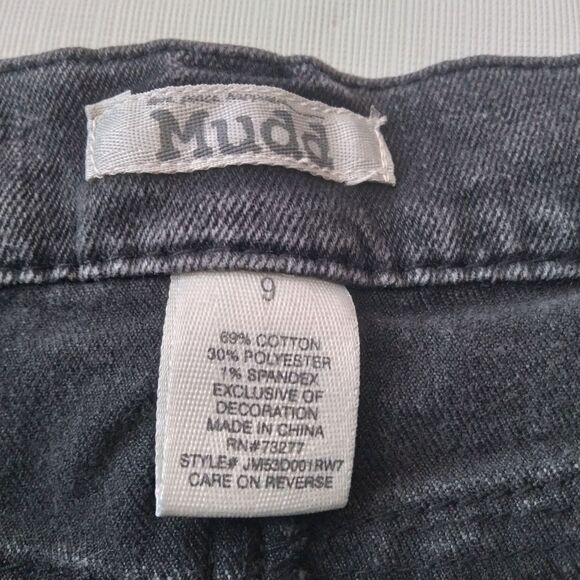 Mudd
9
69% COTTON
30% POLYESTER
1% SPANDEX
EXCLUSIVE OF
DECORATION
MADE IN CHINA
RN#73277
STYLE# JM53D001RW7
CARE ON REVERSE